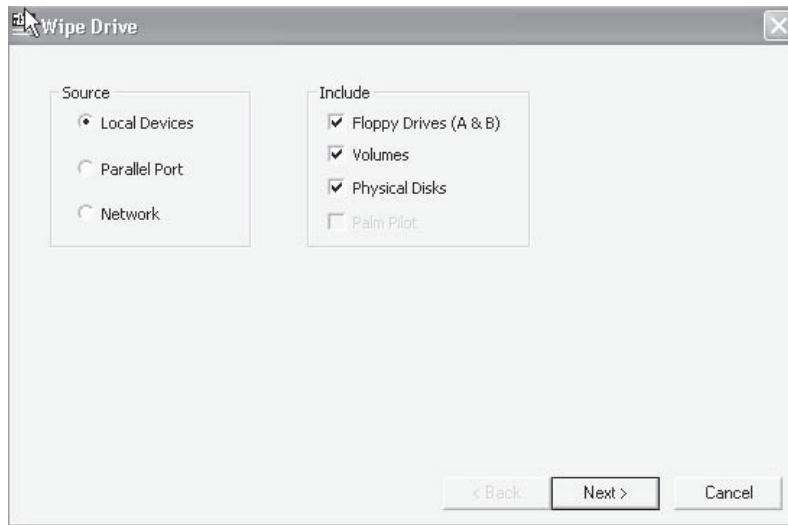 Wipe Drive
Source
Local Devices
Parallel Port
Network
Include
Floppy Drives (A & B)
Volumes
Physical Disks
Palm Pilot
< Back
Next >
Cancel